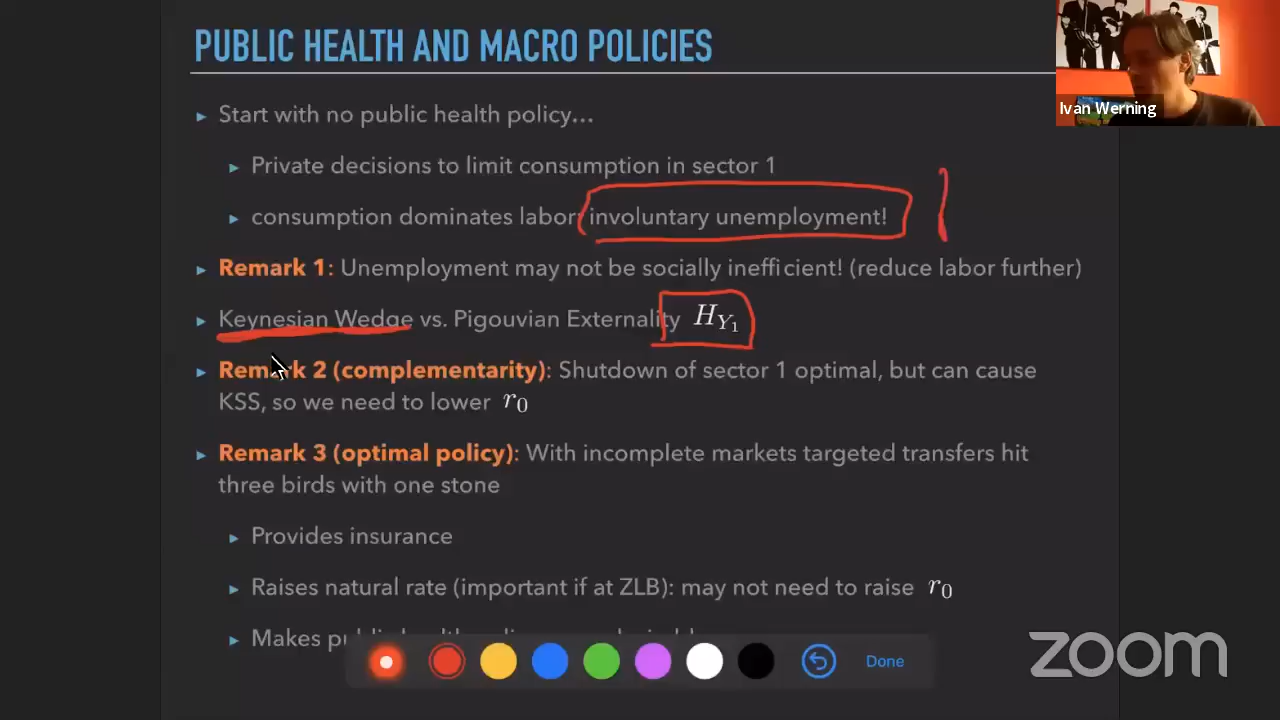 PUBLIC HEALTH AND MACRO POLICIES
Ivan Werning
Start with no public health policy...
Private decisions to limit consumption in sector 1
consumption dominates labor: involuntary unemployment!
Remark 1: Unemployment may not be socially inefficient! (reduce labor further)
Keynesian Wedge vs. Pigouvian Externality H_{Y_1}
Remark 2 (complementarity): Shutdown of sector 1 optimal, but can cause
KSS, so we need to lower r_0
Remark 3 (optimal policy): With incomplete markets targeted transfers hit
three birds with one stone
Provides insurance
Raises natural rate (important if at ZLB): may not need to raise r_0
Makes
Done
zoom